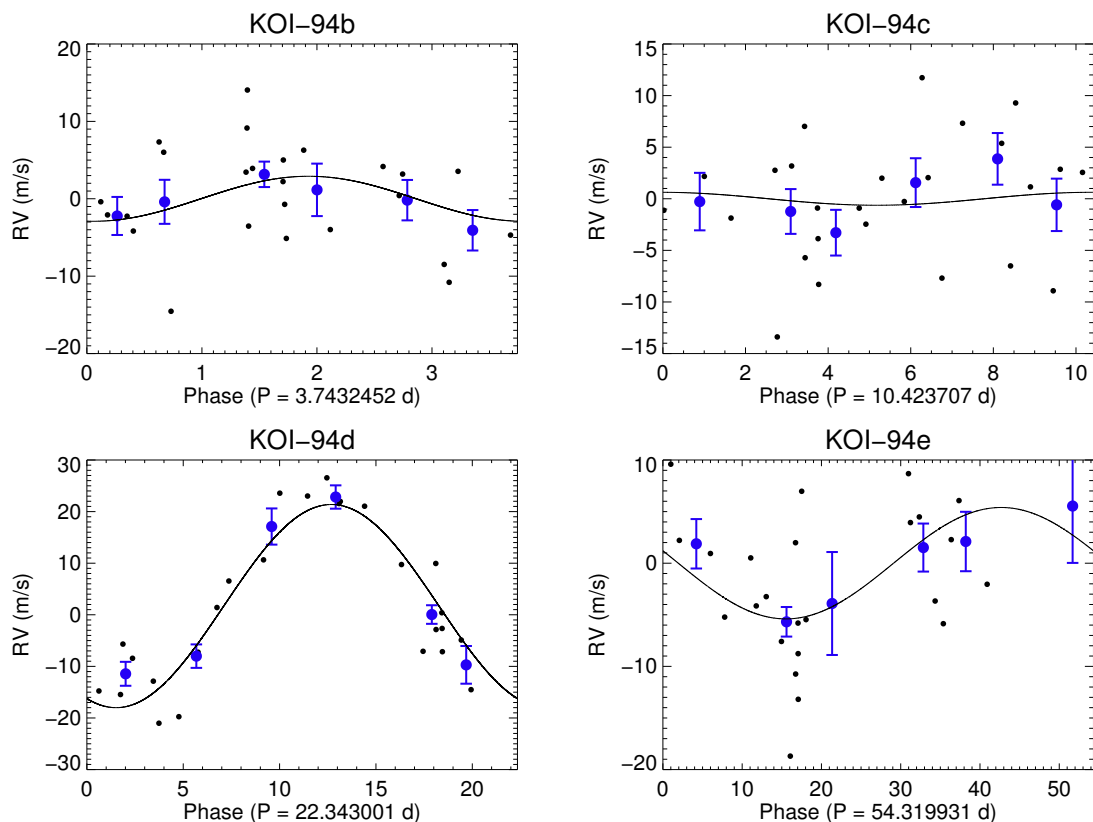 KOI−94b
20
10
0
−10
−20
RV (m/s)
0 1 2 3
Phase (P = 3.7432452 d)
KOI−94c
15
10
5
0
−5
−10
−15
RV (m/s)
0 2 4 6 8 10
Phase (P = 10.423707 d)
KOI−94d
30
20
10
0
−10
−20
−30
RV (m/s)
0 5 10 15 20
Phase (P = 22.343001 d)
KOI−94e
10
0
−10
−20
RV (m/s)
0 10 20 30 40 50
Phase (P = 54.319931 d)